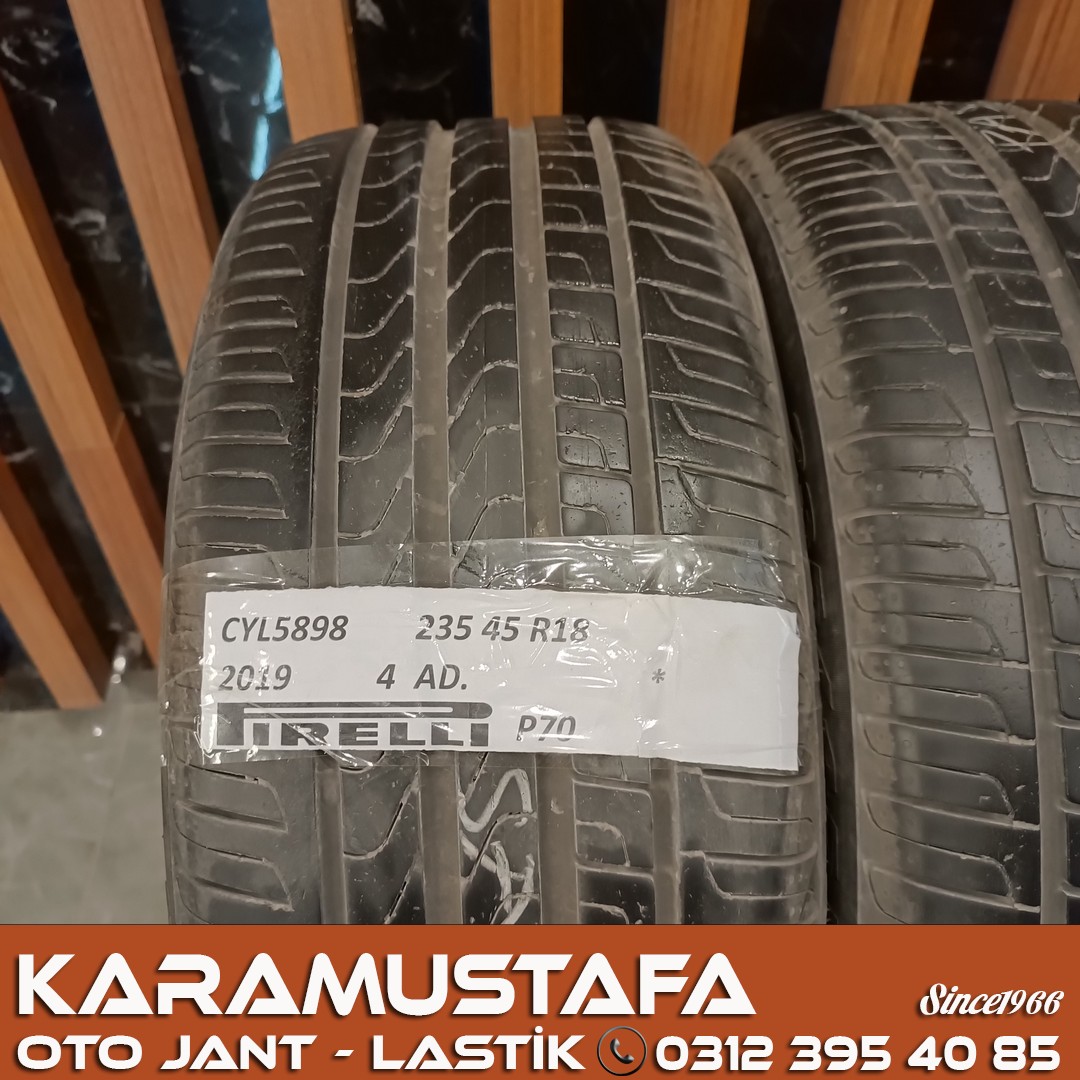 CYL5898 235 45 R18
2019 4 AD. *
PIRELLI P70
KARAMUSTAFA
Since1966
OTO JANT - LASTİK 0312 395 40 85